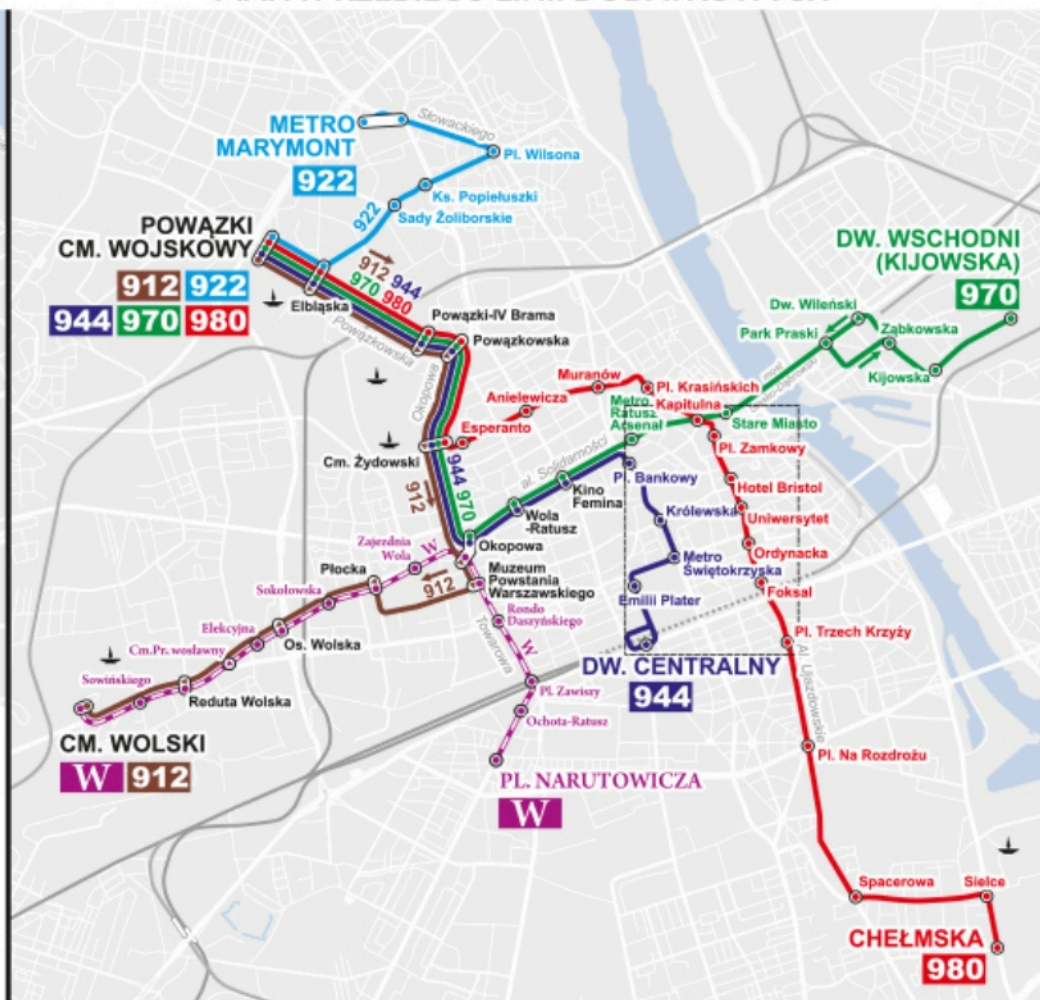 METRO
MARYMONT
922
Słowackiego
Pl. Wilsona
Ks. Popiełuszki
Sady Żoliborskie
922
POWĄZKI
CM. WOJSKOWY
912 922
944 970 980
912 944
970 980
Elbląska
Powązkowska
Powązki-IV Brama
Powązkowska
Okopowa
DW. WSCHODNI
(KIJOWSKA)
970
Dw. Wileński
Park Praski
Ząbkowska
Kijowska
most
Muranów
Pl. Krasińskich
Anielewicza
Metro
Ratusz
Arsenał
Kapitulna
Esperanto
Stare Miasto
Cm. Żydowski
al. Solidarności
Pl. Zamkowy
944 970
912
Pl. Bankowy
Kino
Femina
Hotel Bristol
Królewska
Uniwersytet
Wola
-Ratusz
Zajezdnia
Wola
W
Okopowa
Ordynacka
Metro
Świętokrzyska
Płocka
912
Muzeum
Powstania
Warszawskiego
Sokołowska
Emilii Plater
Foksal
Rondo
Daszyńskiego
Elekcyjna
Os. Wolska
Towarowa
W
Pl. Trzech Krzyży
Cm.Pr. wosławny
Sowińskiego
DW. CENTRALNY
944
Al. Ujazdowskie
Reduta Wolska
Pl. Zawiszy
Ochota-Ratusz
CM. WOLSKI
W 912
Pl. Na Rozdrożu
PL. NARUTOWICZA
W
Spacerowa
Sielce
CHEŁMSKA
980